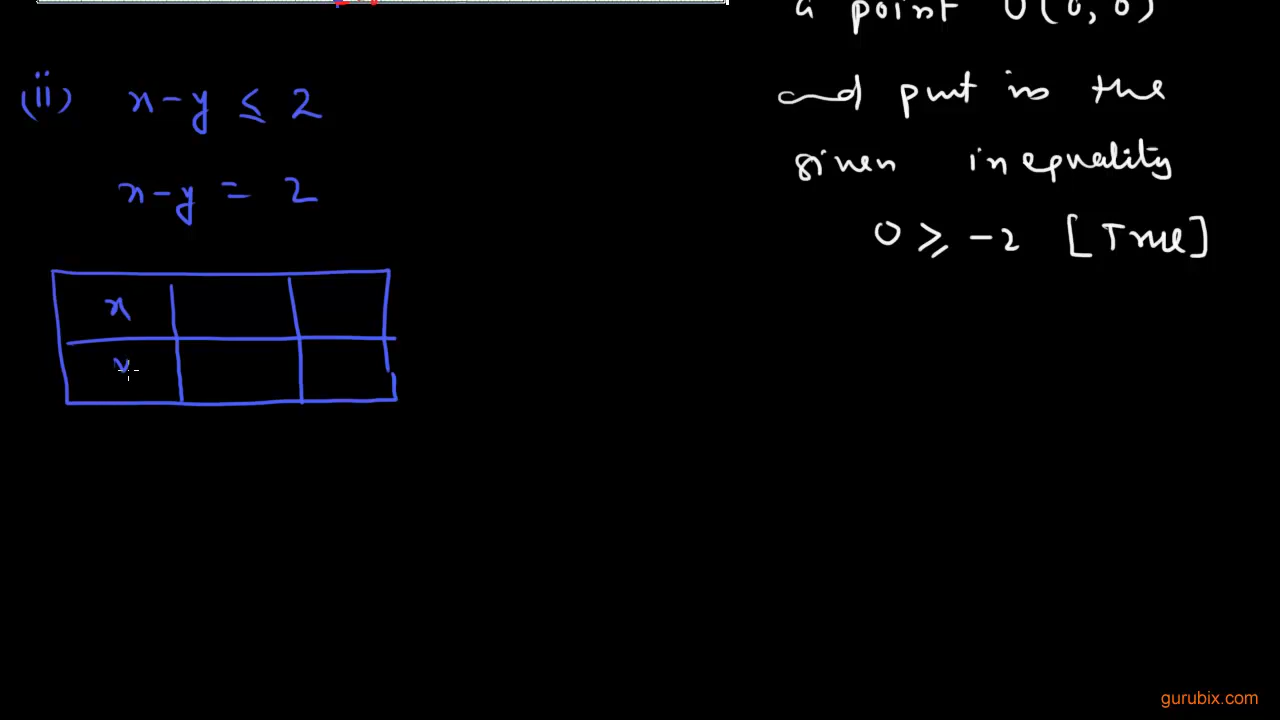 a point O(0,0)
and put in the
given inequality
0 ≥ -2 [True]
(ii) x-y ≤ 2
x-y = 2
x
y
gurubix.com